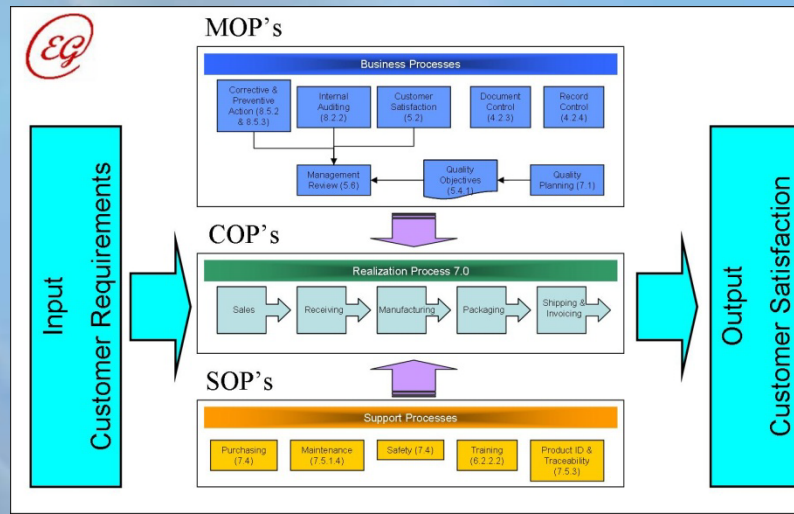 EG
MOP's
Business Processes
Corrective &
Preventive
Action (8.5.2
& 8.5.3)
Internal
Auditing
(8.2.2)
Customer
Satisfaction
(5.2)
Document
Control
(4.2.3)
Record
Control
(4.2.4)
Management
Review (5.6)
Quality
Objectives
(5.4.1)
Quality
Planning (7.1)
Input
Customer Requirements
COP's
Realization Process 7.0
Sales
Receiving
Manufacturing
Packaging
Shipping &
Invoicing
Output
Customer Satisfaction
SOP's
Support Processes
Purchasing
(7.4)
Maintenance
(7.5.1.4)
Safety (7.4)
Training
(6.2.2.2)
Product ID &
Traceability
(7.5.3)